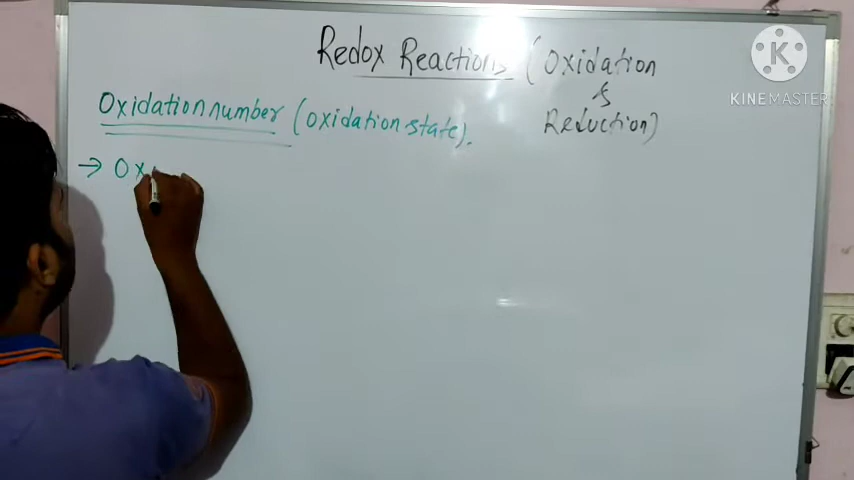 Redox Reactions (Oxidation
&
Reduction)
Oxidation number (oxidation state).
→ Ox
KINEMASTER